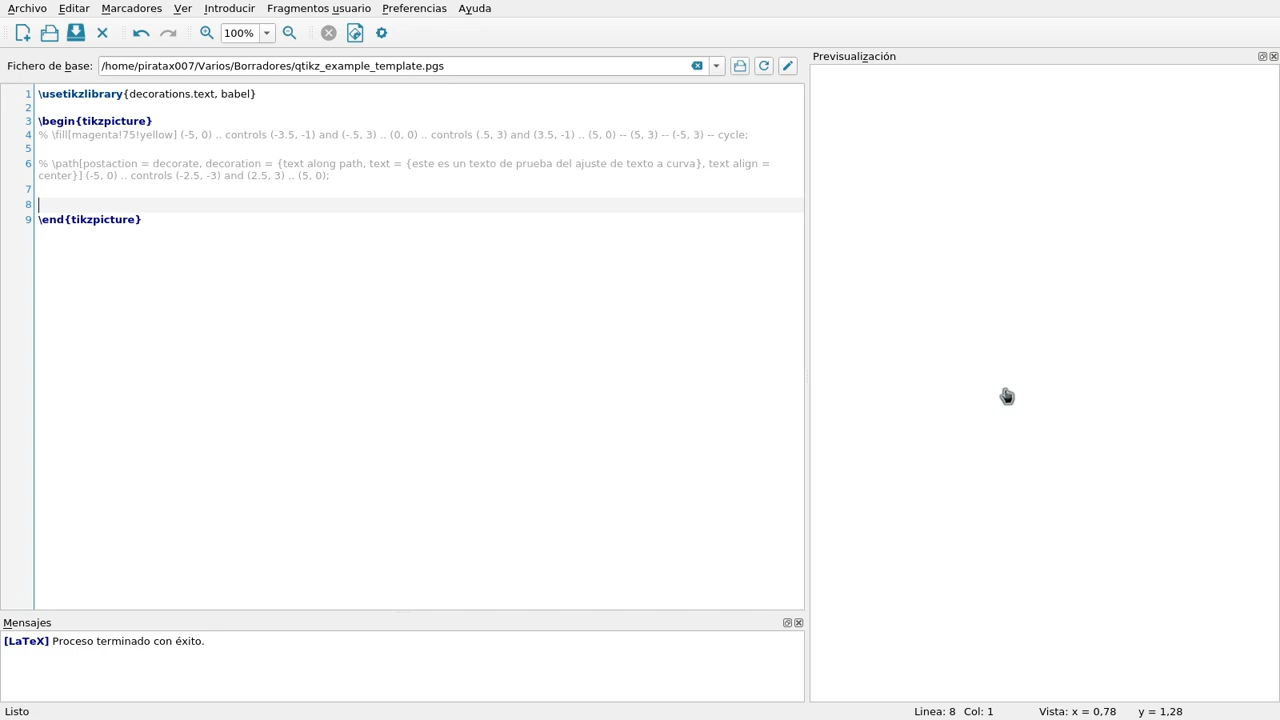 Archivo Editar Marcadores Ver Introducir Fragmentos usuario Preferencias Ayuda
100%
Fichero de base: /home/piratax007/Varios/Borradores/qtikz_example_template.pgs
Previsualización
1 \usetikzlibrary{decorations.text, babel}
2
3 \begin{tikzpicture}
4 % \fill[magenta!75!yellow] (-5, 0) .. controls (-3.5, -1) and (-.5, 3) .. (0, 0) .. controls (.5, 3) and (3.5, -1) .. (5, 0) -- (5, 3) -- (-5, 3) -- cycle;
5
6 % \path[postaction = decorate, decoration = {text along path, text = {este es un texto de prueba del ajuste de texto a curva}, text align =
center}] (-5, 0) .. controls (-2.5, -3) and (2.5, 3) .. (5, 0);
7
8
9 \end{tikzpicture}
Mensajes
[LaTeX] Proceso terminado con éxito.
Listo
Linea: 8 Col: 1 Vista: x = 0,78 y = 1,28